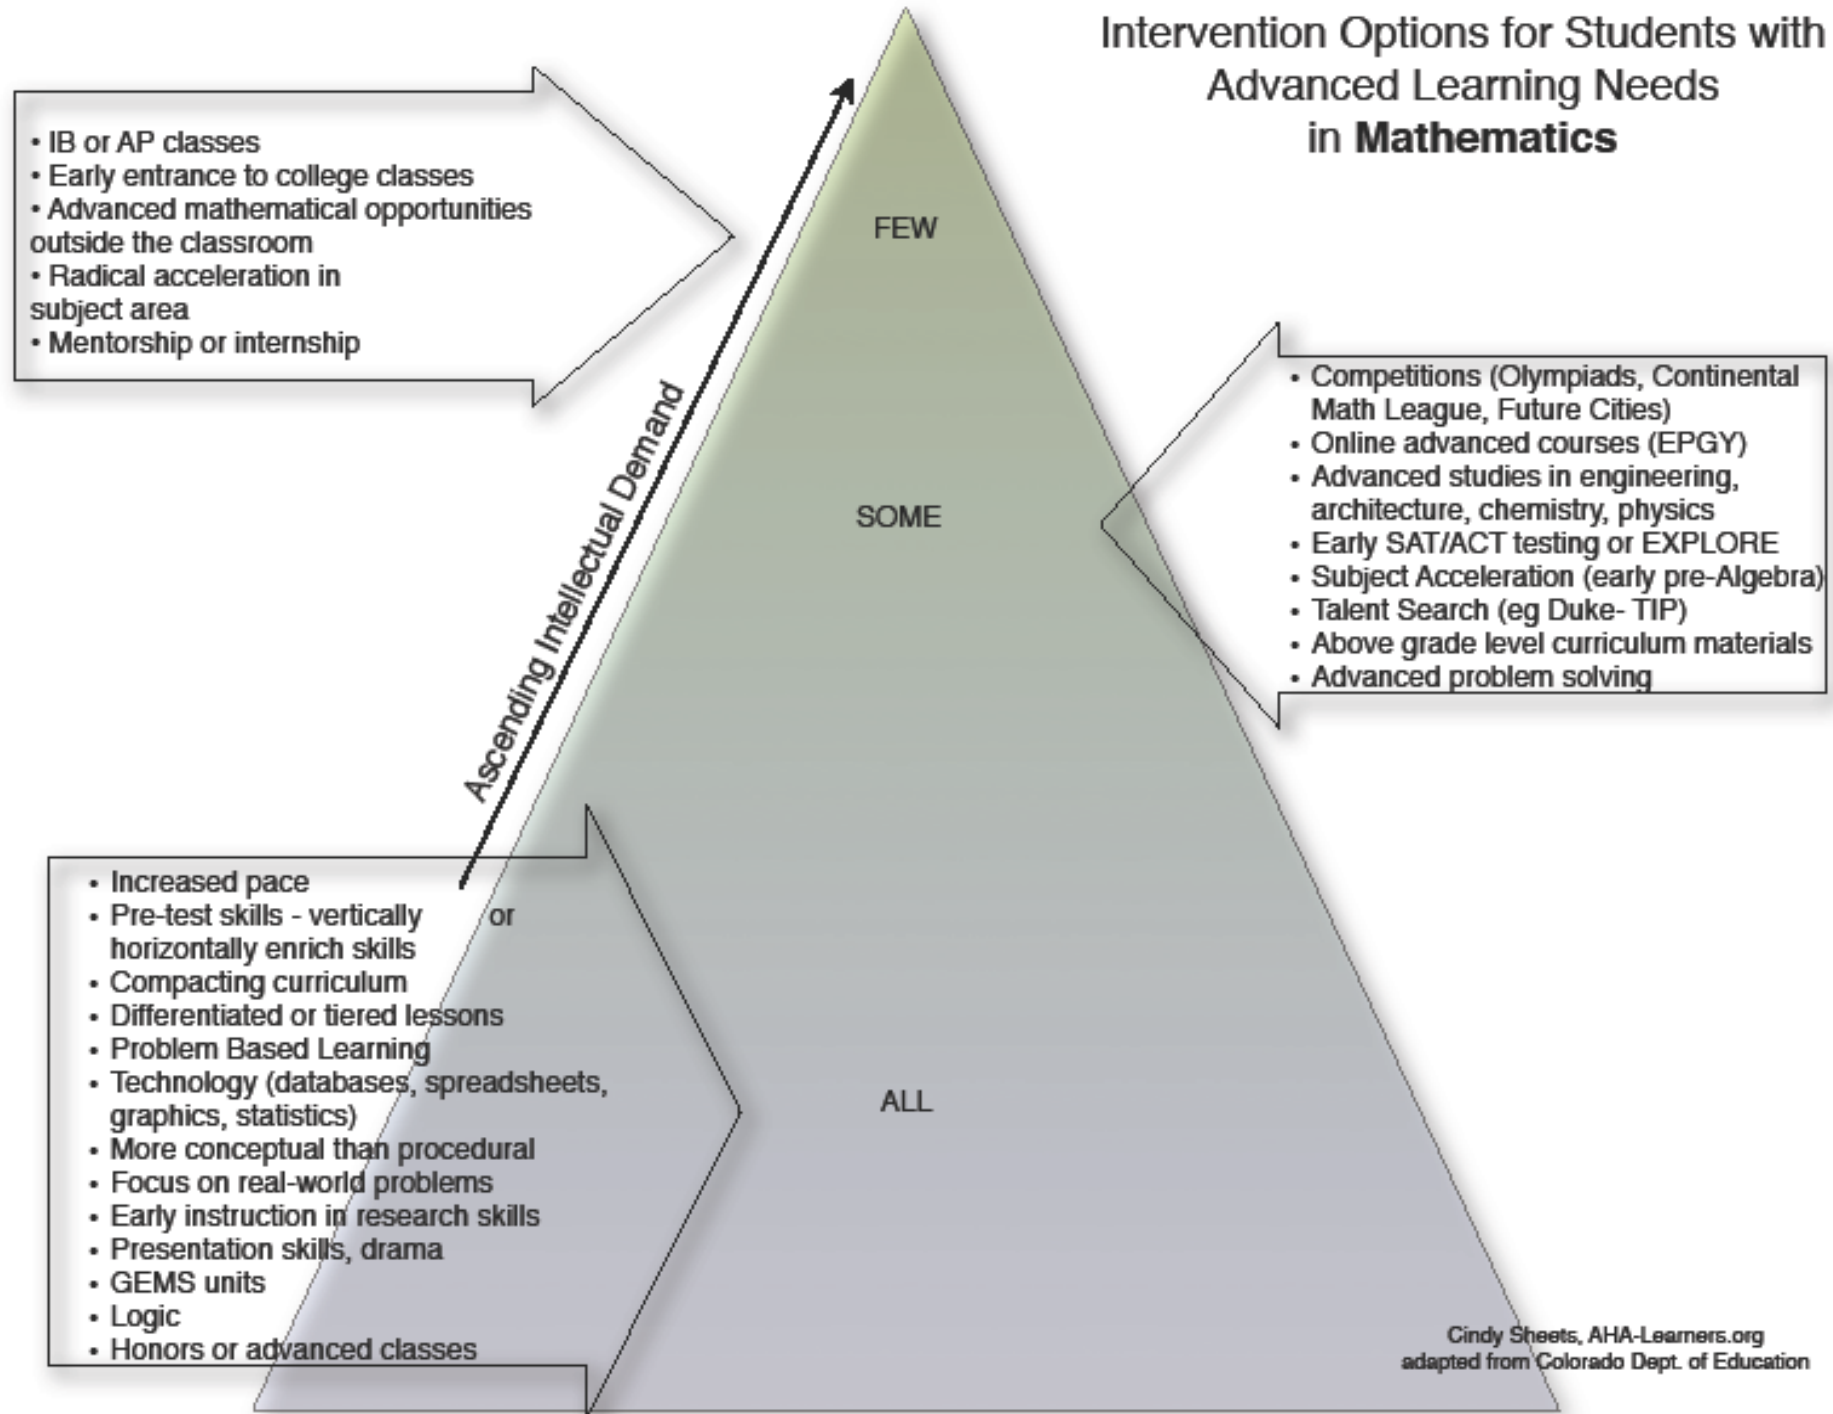 Intervention Options for Students with
Advanced Learning Needs
in Mathematics
• IB or AP classes
• Early entrance to college classes
• Advanced mathematical opportunities
outside the classroom
• Radical acceleration in
subject area
• Mentorship or internship
FEW
• Competitions (Olympiads, Continental
Math League, Future Cities)
• Online advanced courses (EPGY)
• Advanced studies in engineering,
architecture, chemistry, physics
• Early SAT/ACT testing or EXPLORE
• Subject Acceleration (early pre-Algebra)
• Talent Search (eg Duke- TIP)
• Above grade level curriculum materials
• Advanced problem solving
SOME
Ascending Intellectual Demand
• Increased pace
• Pre-test skills - vertically or
horizontally enrich skills
• Compacting curriculum
• Differentiated or tiered lessons
• Problem Based Learning
• Technology (databases, spreadsheets,
graphics, statistics)
• More conceptual than procedural
• Focus on real-world problems
• Early instruction in research skills
• Presentation skills, drama
• GEMS units
• Logic
• Honors or advanced classes
ALL
Cindy Sheets, AHA-Learners.org
adapted from Colorado Dept. of Education